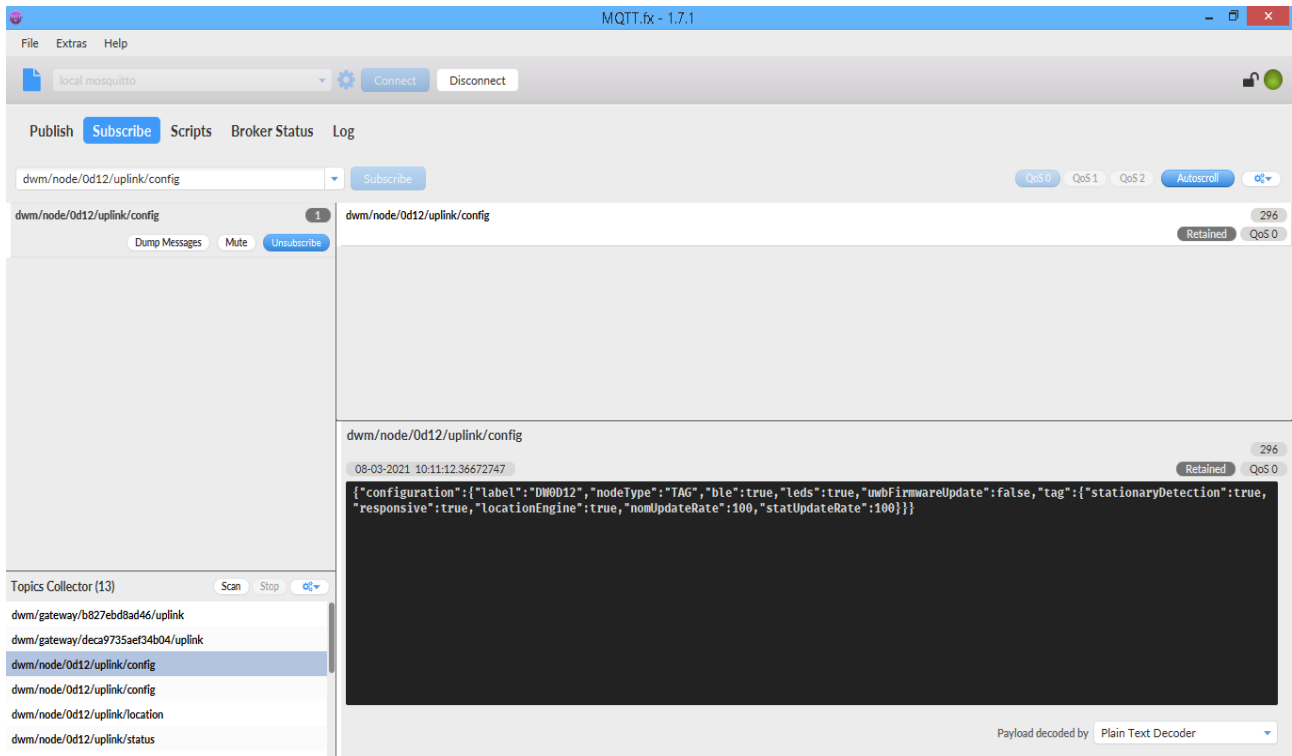 MQTT.fx - 1.7.1
File Extras Help
local mosquitto Connect Disconnect
Publish Subscribe Scripts Broker Status Log
dwm/node/0d12/uplink/config Subscribe QoS 0 QoS 1 QoS 2 Autoscroll
dwm/node/0d12/uplink/config 1
Dump Messages Mute Unsubscribe
dwm/node/0d12/uplink/config 296
Retained QoS 0
dwm/node/0d12/uplink/config
296
08-03-2021 10:11:12.36672747 Retained QoS 0
{"configuration":{"label":"DW0D12","nodeType":"TAG","ble":true,"leds":true,"uwbFirmwareUpdate":false,"tag":{"stationaryDetection":true,
"responsive":true,"locationEngine":true,"nomUpdateRate":100,"statUpdateRate":100}}}
Topics Collector (13) Scan Stop
dwm/gateway/b827ebd8ad46/uplink
dwm/gateway/deca9735aef34b04/uplink
dwm/node/0d12/uplink/config
dwm/node/0d12/uplink/config
dwm/node/0d12/uplink/location
dwm/node/0d12/uplink/status
Payload decoded by Plain Text Decoder